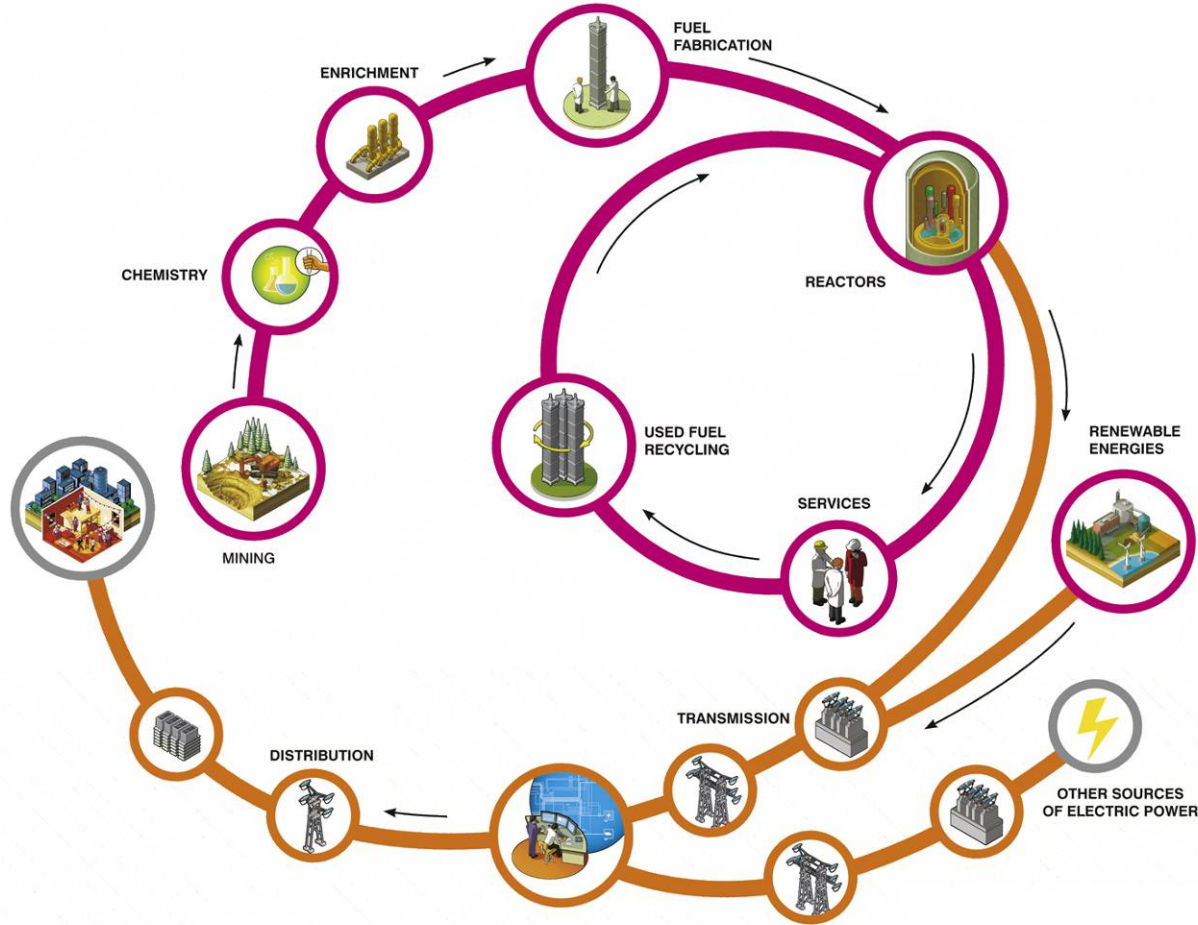 FUEL
FABRICATION
ENRICHMENT
CHEMISTRY
REACTORS
USED FUEL
RECYCLING
RENEWABLE
ENERGIES
SERVICES
MINING
TRANSMISSION
DISTRIBUTION
OTHER SOURCES
OF ELECTRIC POWER